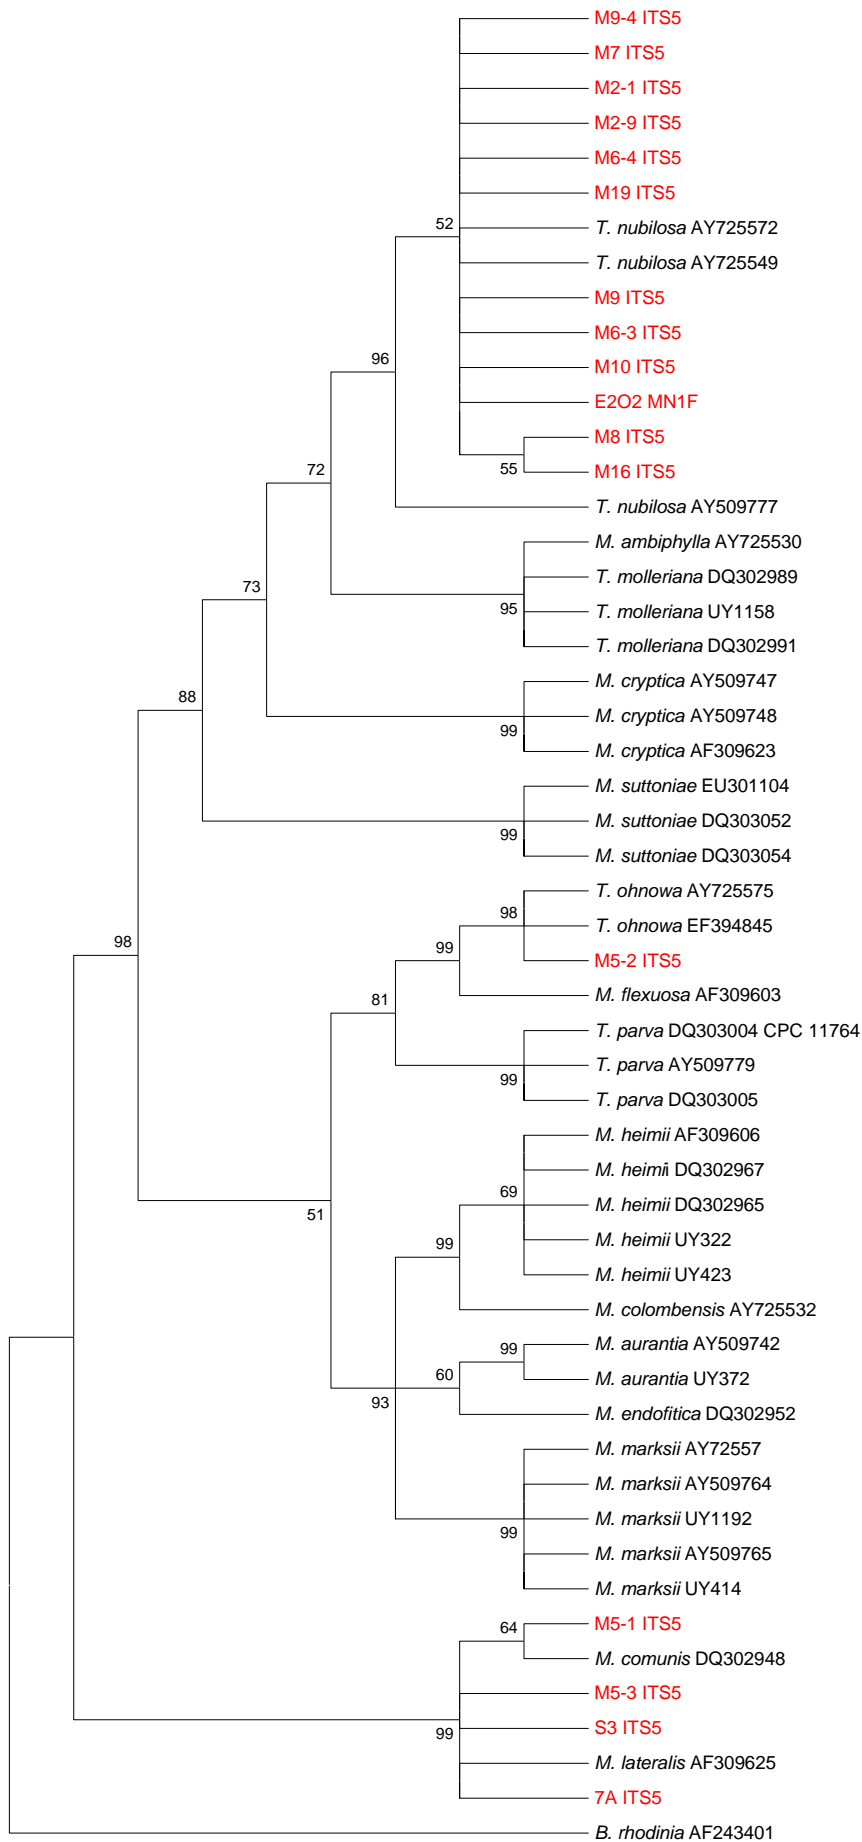 M9-4 ITS5
M7 ITS5
M2-1 ITS5
M2-9 ITS5
M6-4 ITS5
M19 ITS5
52
T. nubilosa AY725572
T. nubilosa AY725549
M9 ITS5
M6-3 ITS5
96
M10 ITS5
E2O2 MN1F
M8 ITS5
55
M16 ITS5
72
T. nubilosa AY509777
M. ambiphylla AY725530
T. molleriana DQ302989
73
95
T. molleriana UY1158
T. molleriana DQ302991
M. cryptica AY509747
88
M. cryptica AY509748
99
M. cryptica AF309623
M. suttoniae EU301104
M. suttoniae DQ303052
99
M. suttoniae DQ303054
T. ohnowa AY725575
98
T. ohnowa EF394845
98
99
M5-2 ITS5
M. flexuosa AF309603
81
T. parva DQ303004 CPC 11764
T. parva AY509779
99
T. parva DQ303005
M. heimii AF309606
M. heimii DQ302967
69
M. heimii DQ302965
51
M. heimii UY322
99
M. heimii UY423
M. colombensis AY725532
M. aurantia AY509742
99
M. aurantia UY372
60
93
M. endofitica DQ302952
M. marksii AY72557
M. marksii AY509764
M. marksii UY1192
99
M. marksii AY509765
M. marksii UY414
M5-1 ITS5
64
M. comunis DQ302948
M5-3 ITS5
S3 ITS5
99
M. lateralis AF309625
7A ITS5
B. rhodinia AF243401